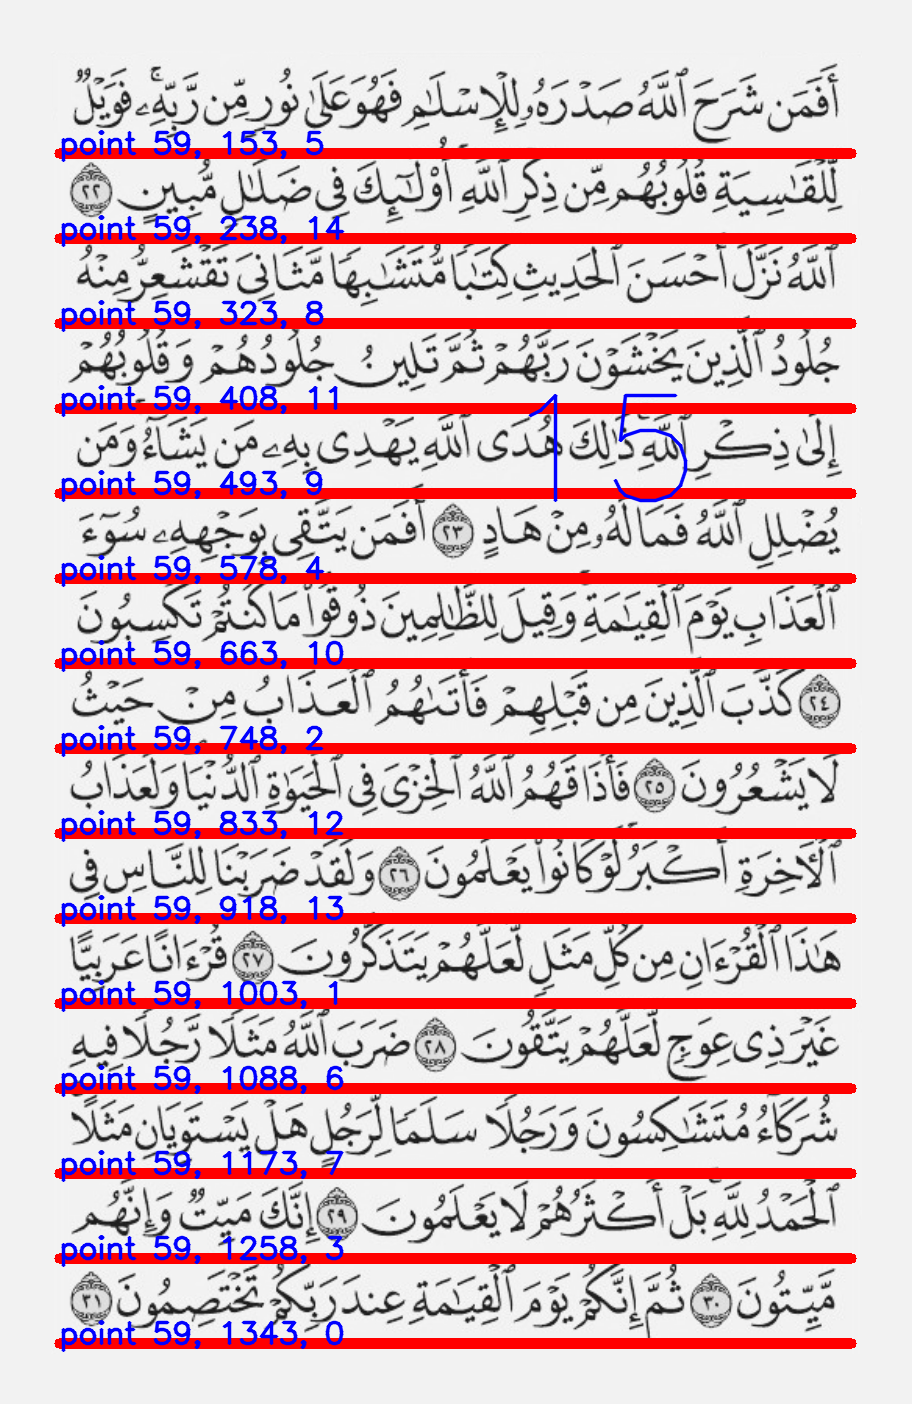 أَفَمَن شَرَحَ ٱللَّهُ صَدۡرَهُۥ لِلۡإِسۡلَٰمِ فَهُوَ عَلَىٰ نُورٖ مِّن رَّبِّهِۦۚ فَوَيۡلٞ
point 59, 153, 5
لِّلۡقَٰسِيَةِ قُلُوبُهُم مِّن ذِكۡرِ ٱللَّهِۚ أُوْلَٰٓئِكَ فِي ضَلَٰلٖ مُّبِينٍ ٢٢
point 59, 238, 14
ٱللَّهُ نَزَّلَ أَحۡسَنَ ٱلۡحَدِيثِ كِتَٰبٗا مُّتَشَٰبِهٗا مَّثَانِيَ تَقۡشَعِرُّ مِنۡهُ
point 59, 323, 8
جُلُودُ ٱلَّذِينَ يَخۡشَوۡنَ رَبَّهُمۡ ثُمَّ تَلِينُ جُلُودُهُمۡ وَقُلُوبُهُمۡ
point 59, 408, 11
إِلَىٰ ذِكۡرِ ٱللَّهِۚ ذَٰلِكَ هُدَى ٱللَّهِ يَهۡدِي بِهِۦ مَن يَشَآءُۚ وَمَن
15
point 59, 493, 9
يُضۡلِلِ ٱللَّهُ فَمَا لَهُۥ مِنۡ هَادٍ ٢٣ أَفَمَن يَتَّقِي بِوَجۡهِهِۦ سُوٓءَ
point 59, 578, 4
ٱلۡعَذَابِ يَوۡمَ ٱلۡقِيَٰمَةِۚ وَقِيلَ لِلظَّٰلِمِينَ ذُوقُواْ مَا كُنتُمۡ تَكۡسِبُونَ
point 59, 663, 10
٢٤ كَذَّبَ ٱلَّذِينَ مِن قَبۡلِهِمۡ فَأَتَىٰهُمُ ٱلۡعَذَابُ مِنۡ حَيۡثُ
point 59, 748, 2
لَا يَشۡعُرُونَ ٢٥ فَأَذَاقَهُمُ ٱللَّهُ ٱلۡخِزۡيَ فِي ٱلۡحَيَوٰةِ ٱلدُّنۡيَاۖ وَلَعَذَابُ
point 59, 833, 12
ٱلۡأٓخِرَةِ أَكۡبَرُۚ لَوۡ كَانُواْ يَعۡلَمُونَ ٢٦ وَلَقَدۡ ضَرَبۡنَا لِلنَّاسِ فِي
point 59, 918, 13
هَٰذَا ٱلۡقُرۡءَانِ مِن كُلِّ مَثَلٖ لَّعَلَّهُمۡ يَتَذَكَّرُونَ ٢٧ قُرۡءَانًا عَرَبِيًّا
point 59, 1003, 1
غَيۡرَ ذِي عِوَجٖ لَّعَلَّهُمۡ يَتَّقُونَ ٢٨ ضَرَبَ ٱللَّهُ مَثَلٗا رَّجُلٗا فِيهِ
point 59, 1088, 6
شُرَكَآءُ مُتَشَٰكِسُونَ وَرَجُلٗا سَلَمٗا لِّرَجُلٍ هَلۡ يَسۡتَوِيَانِ مَثَلًاۚ
point 59, 1173, 7
ٱلۡحَمۡدُ لِلَّهِۚ بَلۡ أَكۡثَرُهُمۡ لَا يَعۡلَمُونَ ٢٩ إِنَّكَ مَيِّتٞ وَإِنَّهُم
point 59, 1258, 3
مَّيِّتُونَ ٣٠ ثُمَّ إِنَّكُمۡ يَوۡمَ ٱلۡقِيَٰمَةِ عِندَ رَبِّكُمۡ تَخۡتَصِمُونَ ٣١
point 59, 1343, 0